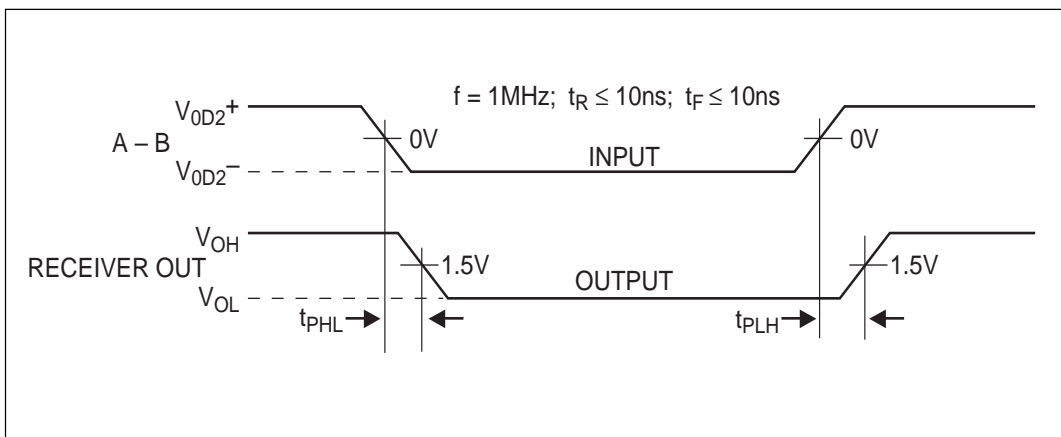 f = 1MHz; tR ≤ 10ns; tF ≤ 10ns
V0D2+
A – B
0V
0V
INPUT
V0D2–
VOH
RECEIVER OUT
1.5V
1.5V
OUTPUT
VOL
tPHL
tPLH